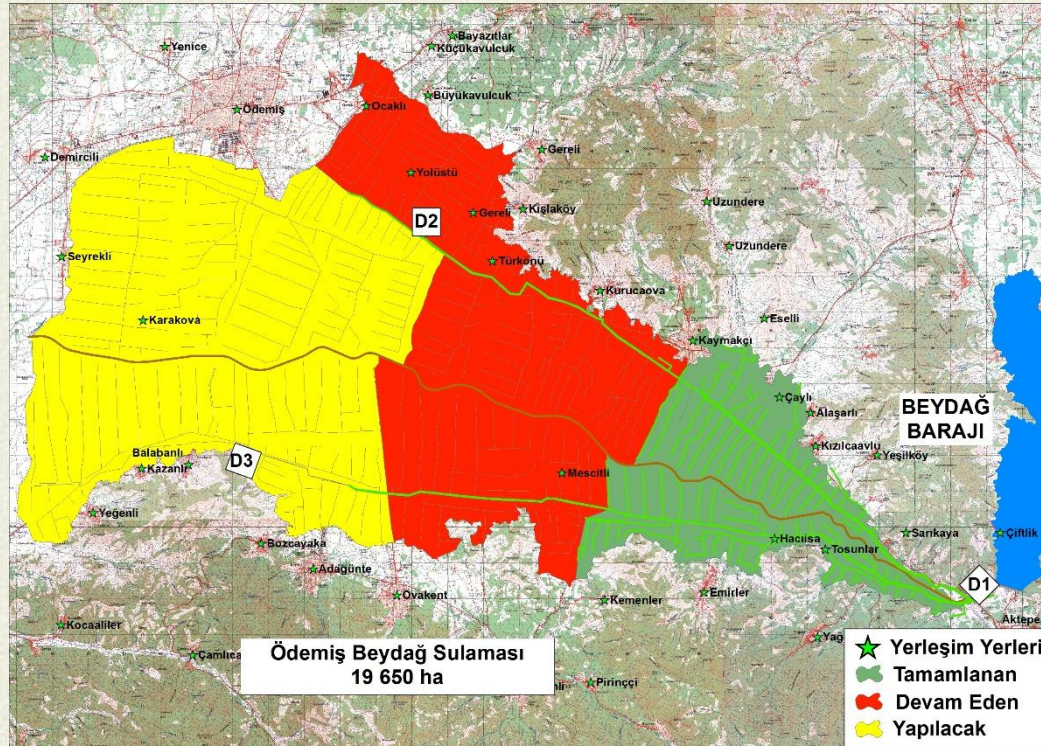 Bayazıtlar
Yenice
Küçükavulcuk
Büyükavulcuk
Ödemiş
Ocaklı
Demircili
Gereli
Yolüstü
Uzundere
Gereli
Kışlaköy
D2
Uzundere
Seyrekli
Türkönü
Kurucaova
Karakova
Eselli
Kaymakçı
Çaylı
Alaşarlı
BEYDAĞ
BARAJI
Kızılcaavlu
Yeşilköy
Balabanlı
D3
Kazanlı
Mescitli
Yeğenli
Sarıkaya
Çiftlik
Bozcayaka
Hacıisa
Tosunlar
Adagünte
D1
Ovakent
Kemenler
Emirler
Aktepe
Kocaaliler
Yağ
Çamlıca
Ödemiş Beydağ Sulaması
19 650 ha
Pirinççi
Yerleşim Yerleri
Tamamlanan
Devam Eden
Yapılacak